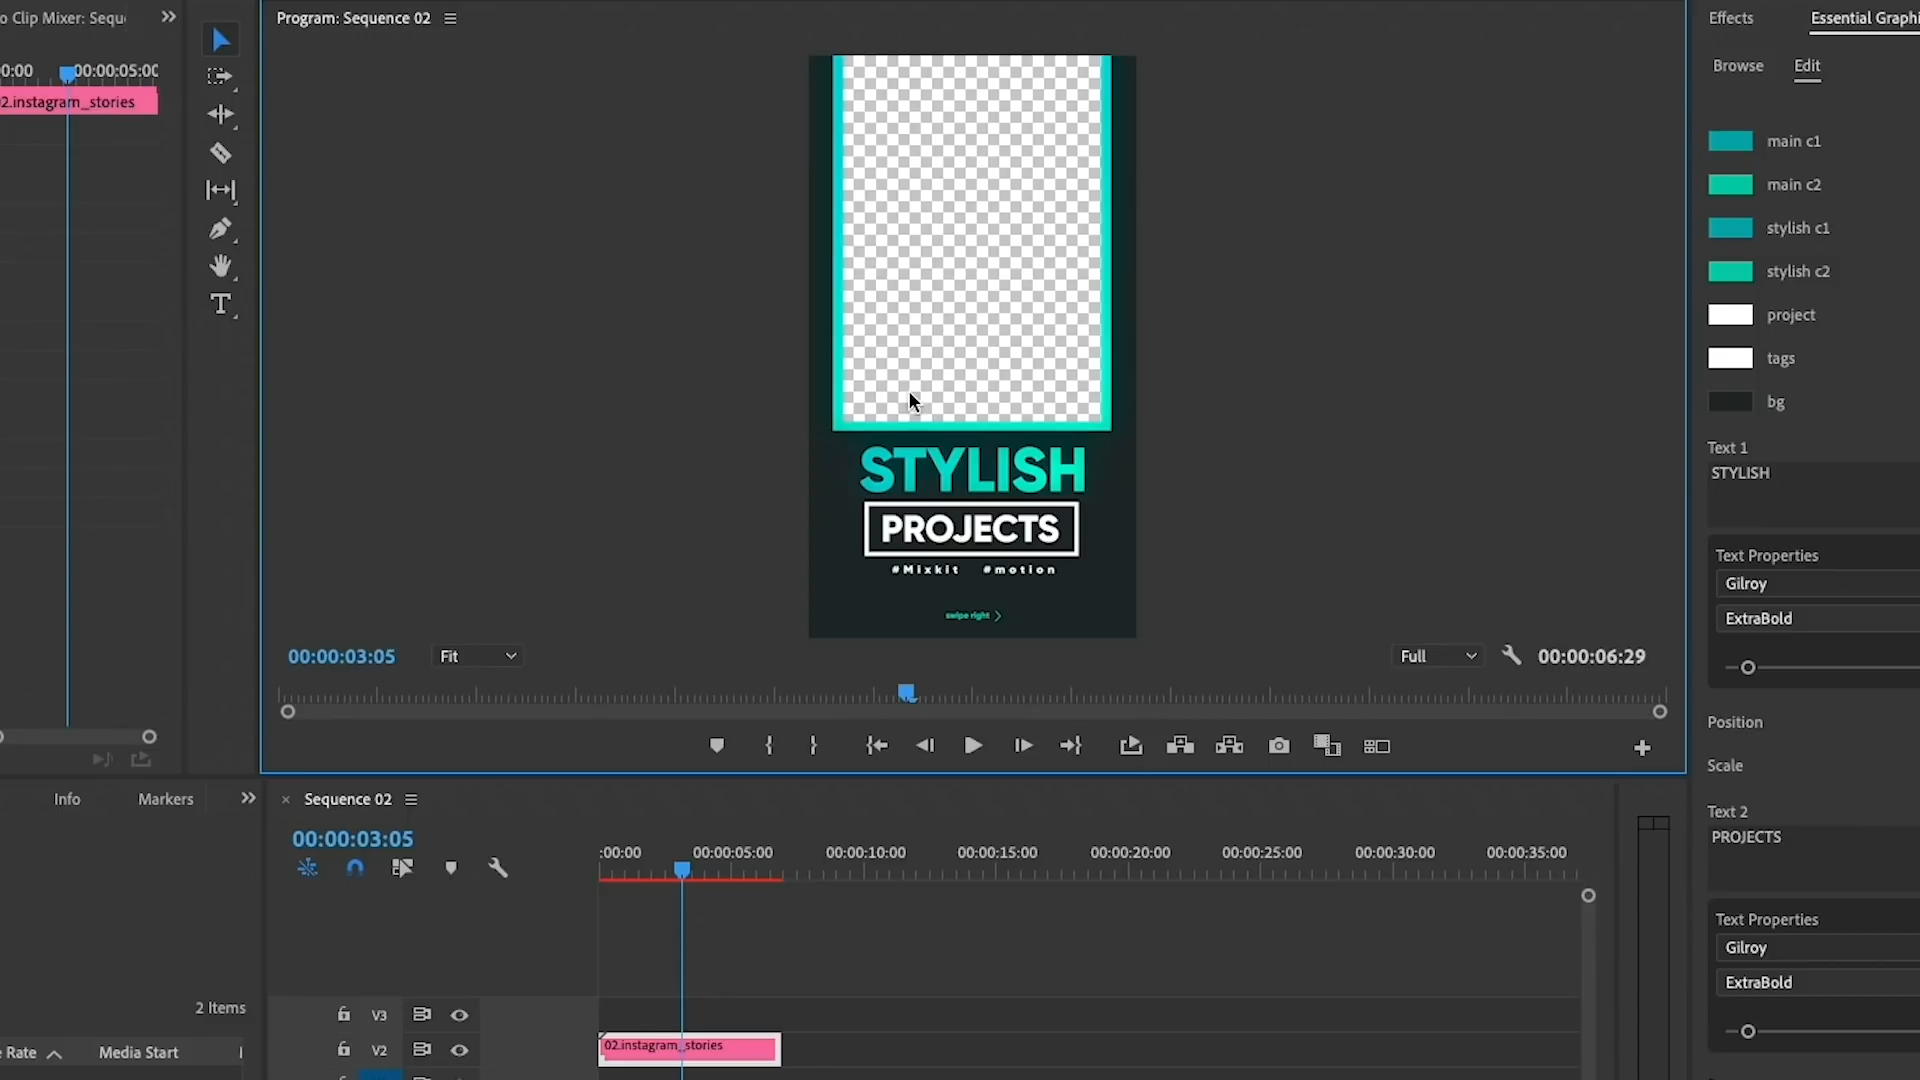 o Clip Mixer: Sequ
Program: Sequence 02
Effects
Essential Graphi
0:00
00:00:05:00
2.instagram_stories
Browse
Edit
main c1
main c2
stylish c1
stylish c2
project
tags
bg
Text 1
STYLISH
Text Properties
Gilroy
ExtraBold
STYLISH
PROJECTS
#Mixkit #motion
swipe right
00:00:03:05
Fit
Full
00:00:06:29
Position
Scale
Text 2
PROJECTS
Text Properties
Gilroy
ExtraBold
Info
Markers
Sequence 02
00:00:03:05
:00:00
00:00:05:00
00:00:10:00
00:00:15:00
00:00:20:00
00:00:25:00
00:00:30:00
00:00:35:00
2 Items
V3
e Rate
Media Start
V2
02.instagram_stories